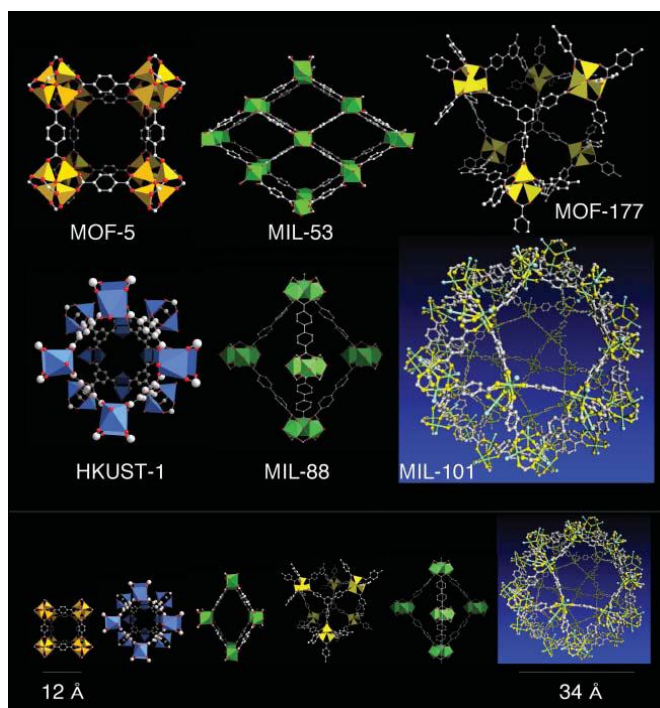 MOF-5
MIL-53
MOF-177
HKUST-1
MIL-88
MIL-101
12 Å
34 Å